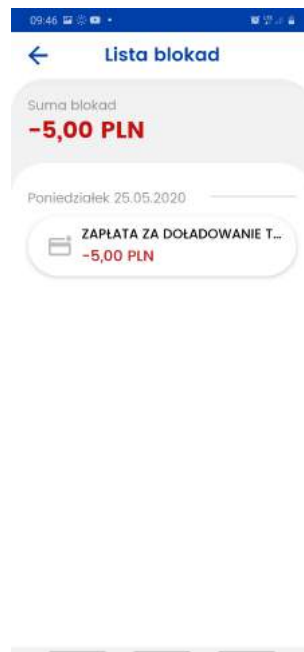 09:46
Lista blokad
Suma blokad
-5,00 PLN
Poniedziałek 25.05.2020
ZAPŁATA ZA DOŁADOWANIE T...
-5,00 PLN